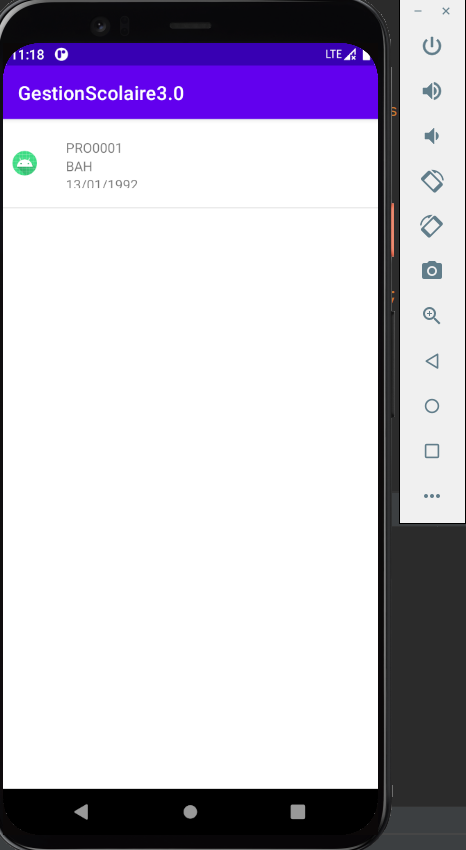 11:18
LTE
GestionScolaire3.0
PRO0001
BAH
13/01/1992